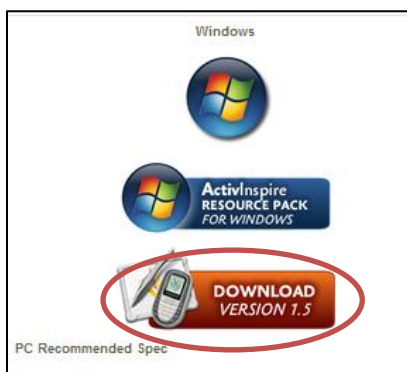 Windows
ActivInspire
RESOURCE PACK
FOR WINDOWS
DOWNLOAD
VERSION 1.5
PC Recommended Spec